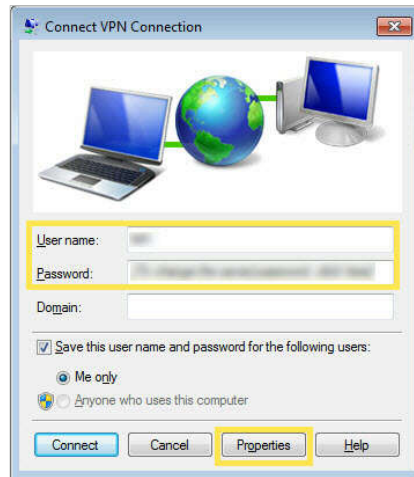 Connect VPN Connection
User name:
Password:
Domain:
Save this user name and password for the following users:
Me only
Anyone who uses this computer
Connect Cancel Properties Help